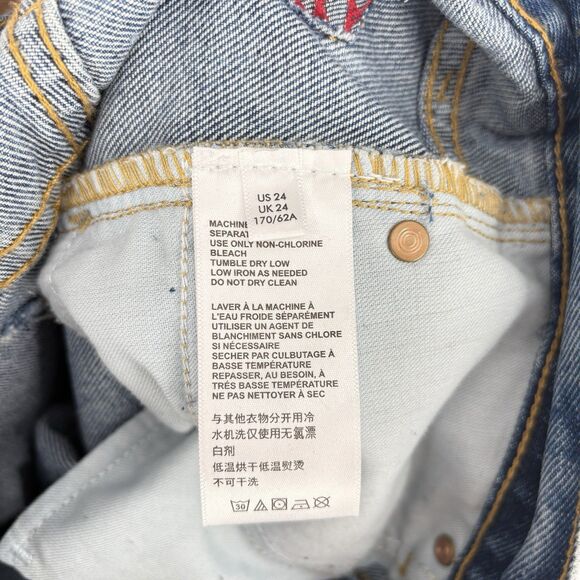 US 24
UK 24
170/62A
MACHINE
SEPARAT
USE ONLY NON-CHLORINE
BLEACH
TUMBLE DRY LOW
LOW IRON AS NEEDED
DO NOT DRY CLEAN
LAVER À LA MACHINE À
L'EAU FROIDE SÉPARÉMENT
UTILISER UN AGENT DE
BLANCHIMENT SANS CHLORE
SI NÉCESSAIRE
SECHER PAR CULBUTAGE À
BASSE TEMPÉRATURE
REPASSER, AU BESOIN, À
TRÉS BASSE TEMPÉRATURE
NE PAS NETTOYER À SEC
与其他衣物分开用冷
水机洗仅使用无氯漂
白剂
低温烘干低温熨烫
不可干洗
30